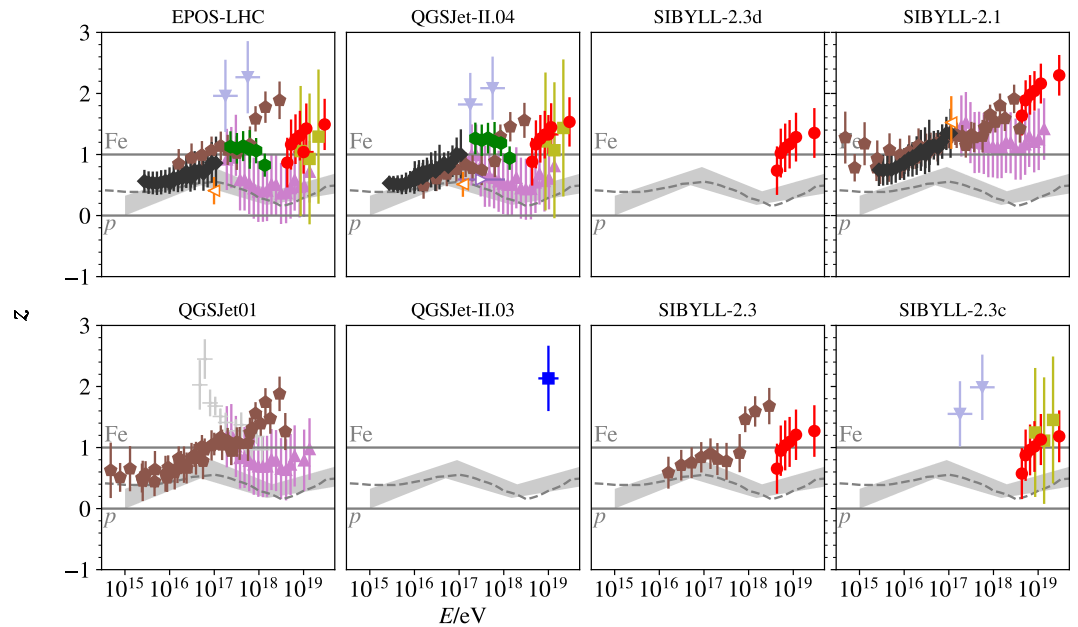 EPOS-LHC QGSJet-II.04 SIBYLL-2.3d SIBYLL-2.1
3
2
1
0
−1
Fe Fe Fe Fe
p p p p
z
QGSJet01 QGSJet-II.03 SIBYLL-2.3 SIBYLL-2.3c
3
2
1
0
−1
Fe Fe Fe Fe
p p p p
10^15 10^16 10^17 10^18 10^19 10^15 10^16 10^17 10^18 10^19 10^15 10^16 10^17 10^18 10^19 10^15 10^16 10^17 10^18 10^19
E/eV